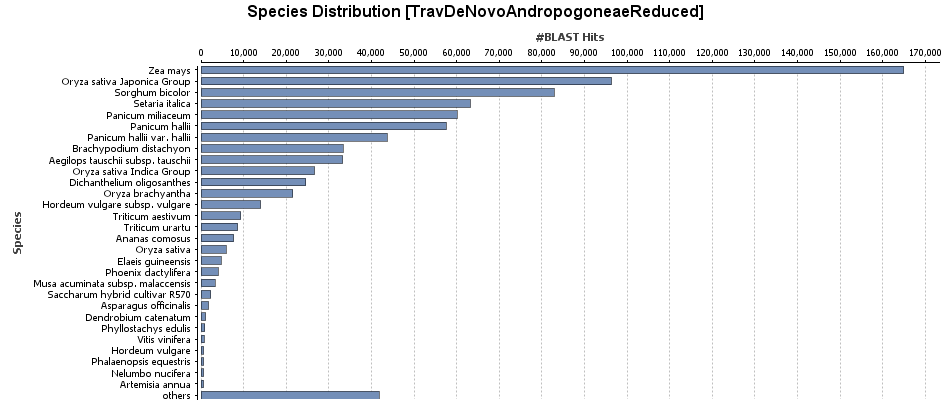 Species Distribution [TravDeNovoAndropogoneaeReduced]
#BLAST Hits
0 10,000 20,000 30,000 40,000 50,000 60,000 70,000 80,000 90,000 100,000 110,000 120,000 130,000 140,000 150,000 160,000 170,000
Species
Zea mays
Oryza sativa Japonica Group
Sorghum bicolor
Setaria italica
Panicum miliaceum
Panicum hallii
Panicum hallii var. hallii
Brachypodium distachyon
Aegilops tauschii subsp. tauschii
Oryza sativa Indica Group
Dichanthelium oligosanthes
Oryza brachyantha
Hordeum vulgare subsp. vulgare
Triticum aestivum
Triticum urartu
Ananas comosus
Oryza sativa
Elaeis guineensis
Phoenix dactylifera
Musa acuminata subsp. malaccensis
Saccharum hybrid cultivar R570
Asparagus officinalis
Dendrobium catenatum
Phyllostachys edulis
Vitis vinifera
Hordeum vulgare
Phalaenopsis equestris
Nelumbo nucifera
Artemisia annua
others